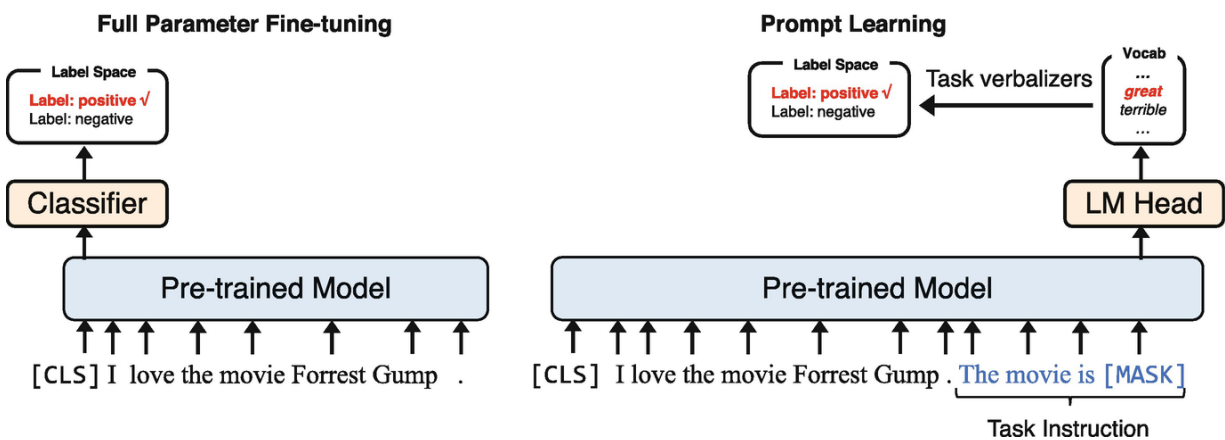 Full Parameter Fine-tuning
Label Space
Label: positive √
Label: negative
Classifier
Pre-trained Model
[CLS] I love the movie Forrest Gump .
Prompt Learning
Label Space
Label: positive √
Label: negative
Task verbalizers
Vocab
...
great
terrible
...
LM Head
Pre-trained Model
[CLS] I love the movie Forrest Gump . The movie is [MASK]
Task Instruction